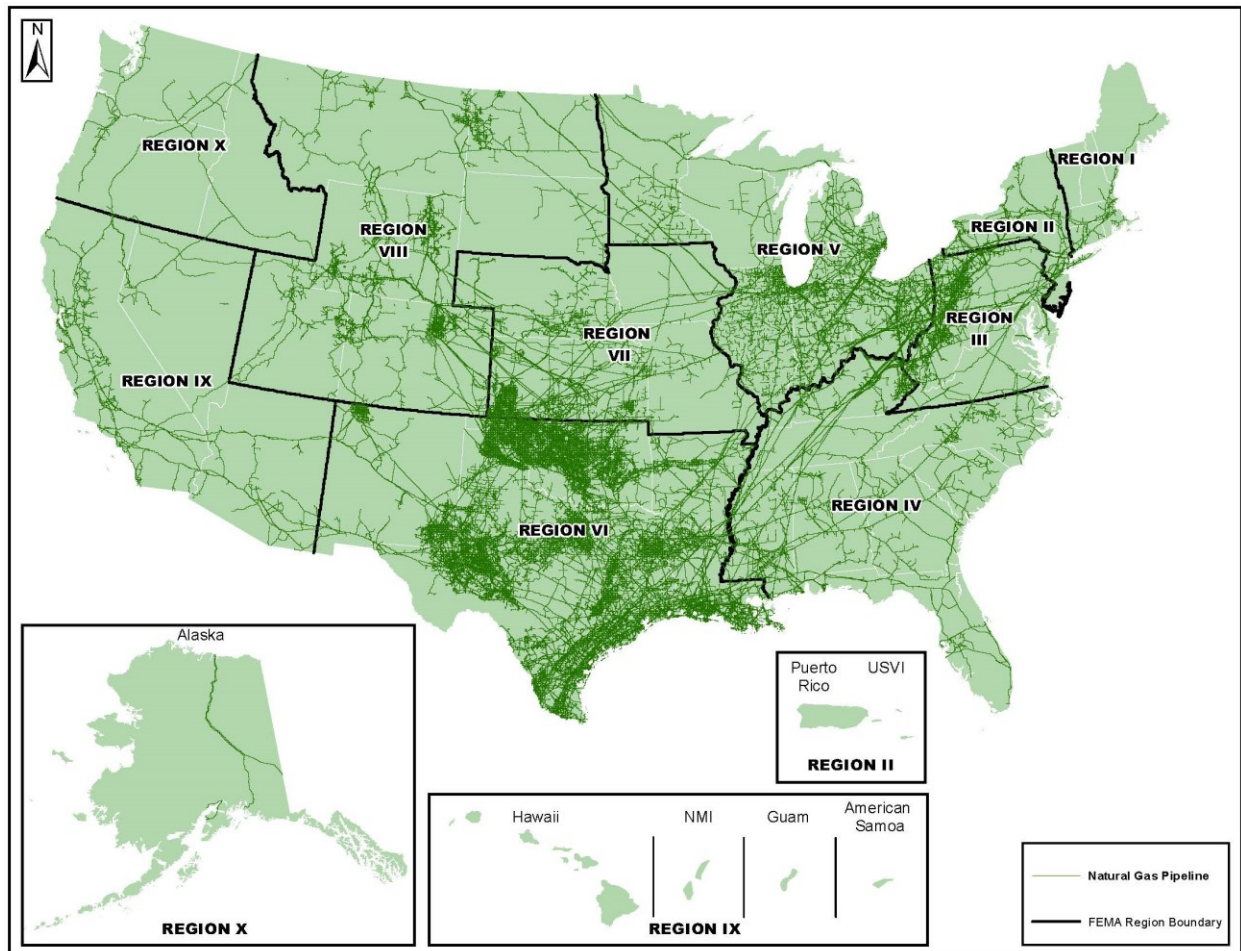 N
REGION X
REGION
VIII
REGION V
REGION I
REGION II
REGION
III
REGION
VII
REGION IX
REGION IV
REGION VI
Alaska
REGION X
Puerto
Rico
USVI
REGION II
Hawaii
NMI
Guam
American
Samoa
REGION IX
Natural Gas Pipeline
FEMA Region Boundary